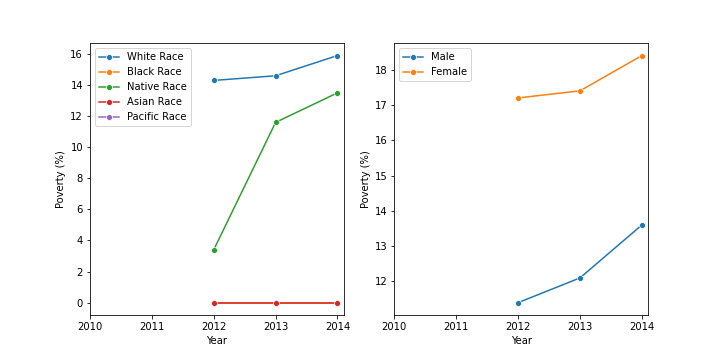 White Race
Black Race
Native Race
Asian Race
Pacific Race
Poverty (%)
16
14
12
10
8
6
4
2
0
2010 2011 2012 2013 2014
Year
Male
Female
Poverty (%)
18
17
16
15
14
13
12
2010 2011 2012 2013 2014
Year